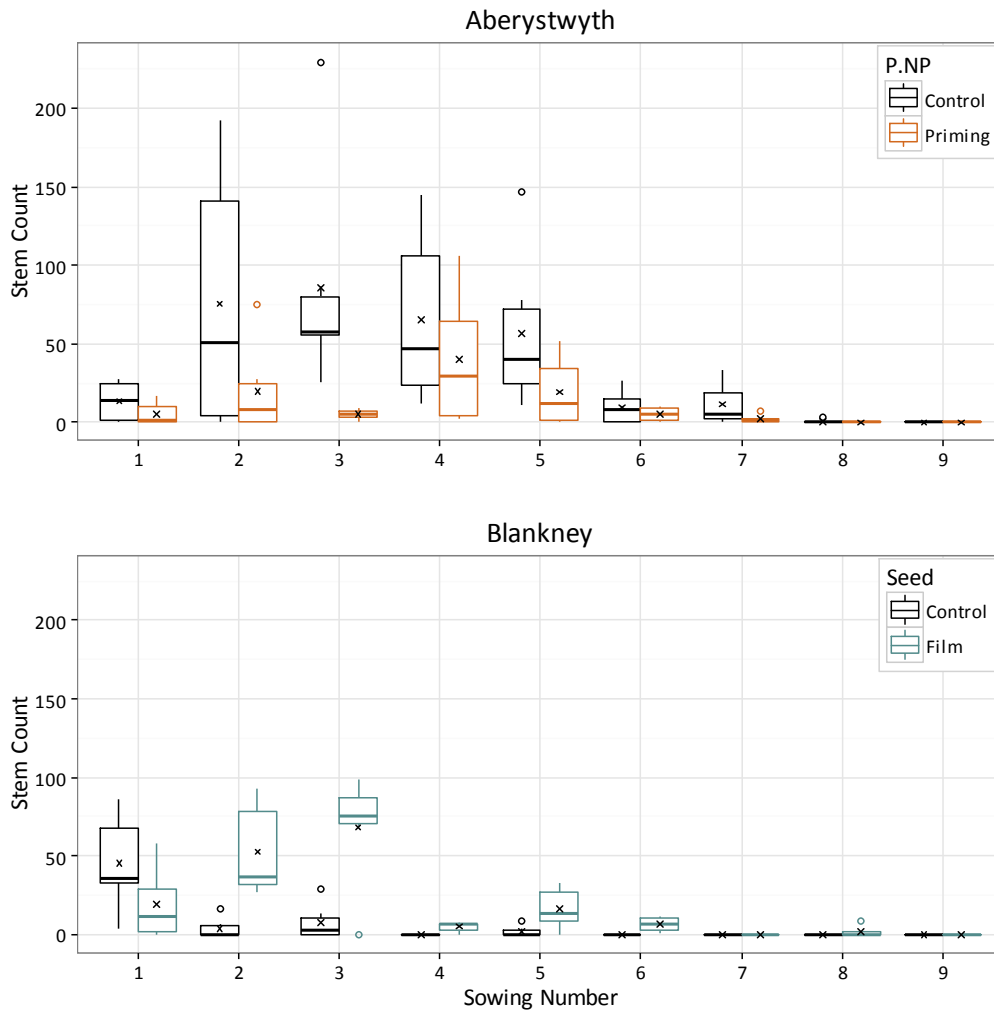 Aberystwyth
P.NP
Control
Priming
Stem Count
200
150
100
50
0
1 2 3 4 5 6 7 8 9
Blankney
Seed
Control
Film
Stem Count
200
150
100
50
0
1 2 3 4 5 6 7 8 9
Sowing Number